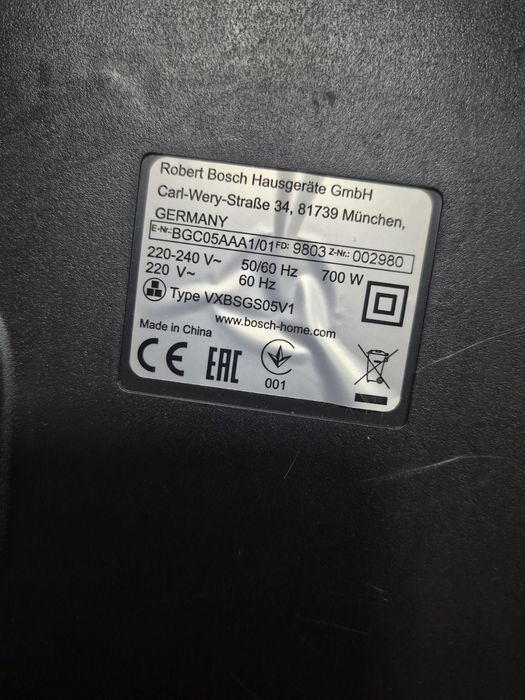 Robert Bosch Hausgeräte GmbH
Carl-Wery-Straße 34, 81739 München,
GERMANY
E-Nr.: BGC05AAA1/01 FD: 9803 Z-Nr.: 002980
220-240 V~ 50/60 Hz 700 W
220 V~ 60 Hz
Type VXBSGS05V1
www.bosch-home.com
Made in China
CE EAC
001